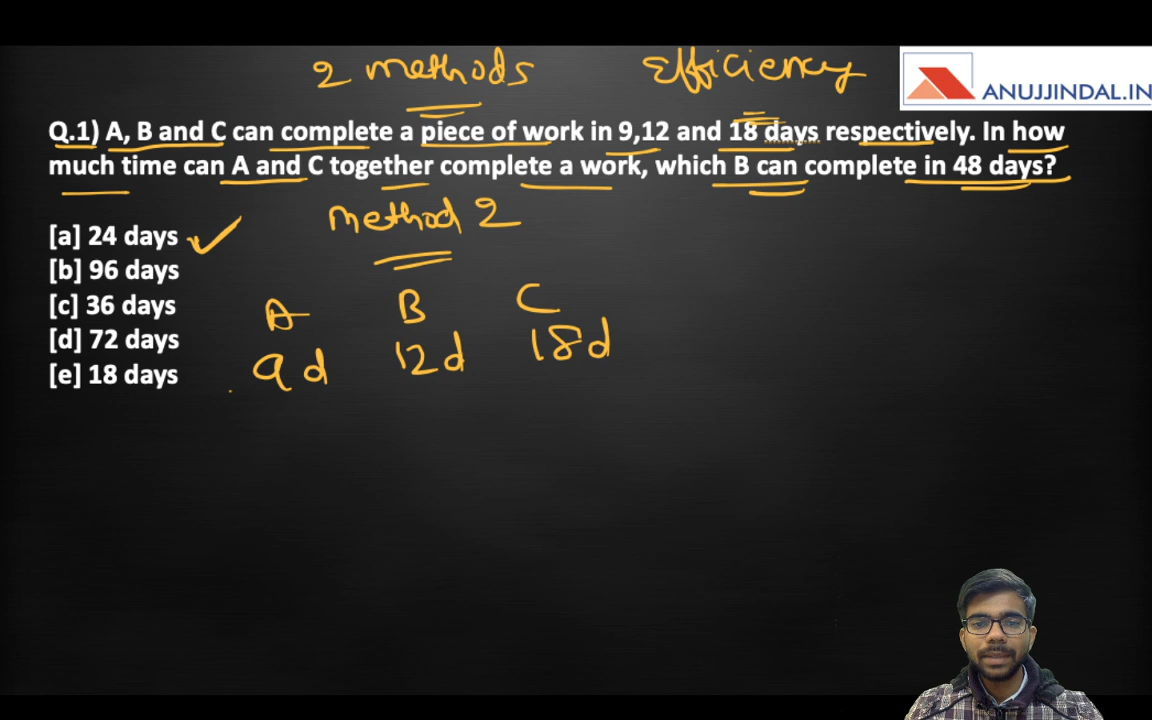 2 methods Efficiency
ANUJJINDAL.IN
Q.1) A, B and C can complete a piece of work in 9,12 and 18 days respectively. In how
much time can A and C together complete a work, which B can complete in 48 days?
method 2
[a] 24 days
[b] 96 days
[c] 36 days
[d] 72 days
[e] 18 days
A B C
9d 12d 18d